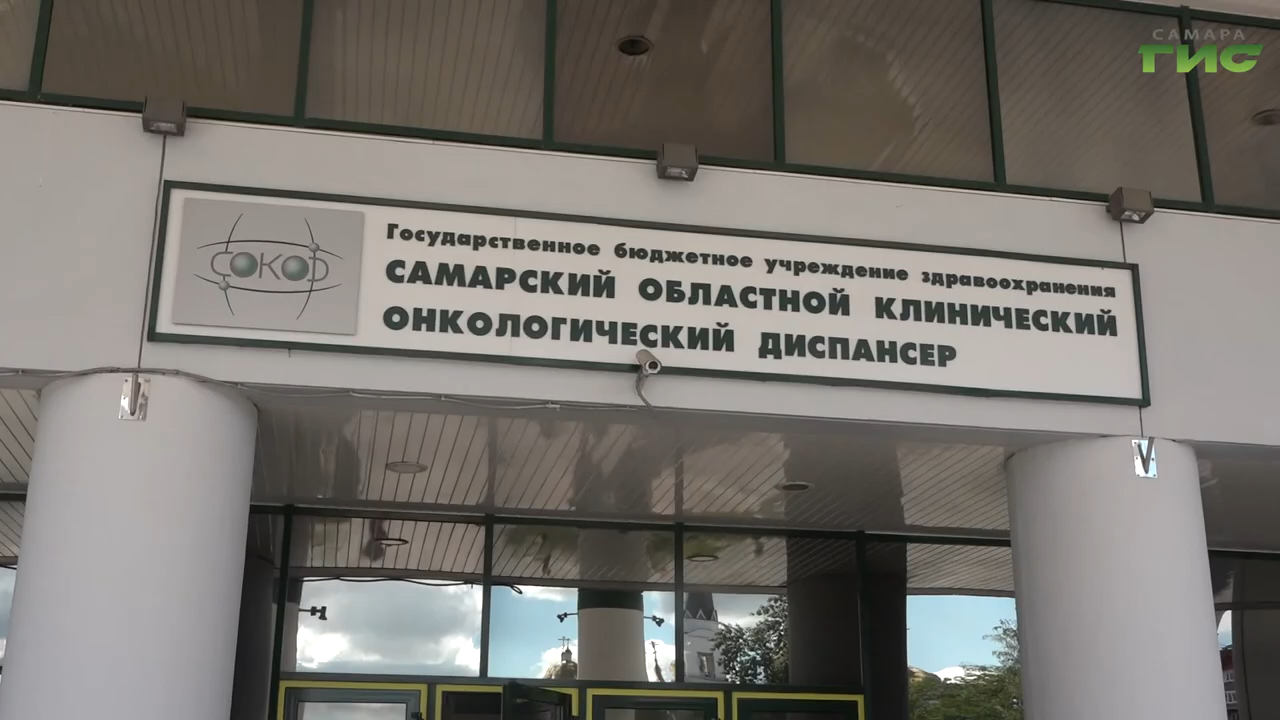 САМАРА
ГИС
СОКОД
Государственное бюджетное учреждение здравоохранения
САМАРСКИЙ ОБЛАСТНОЙ КЛИНИЧЕСКИЙ
ОНКОЛОГИЧЕСКИЙ ДИСПАНСЕР